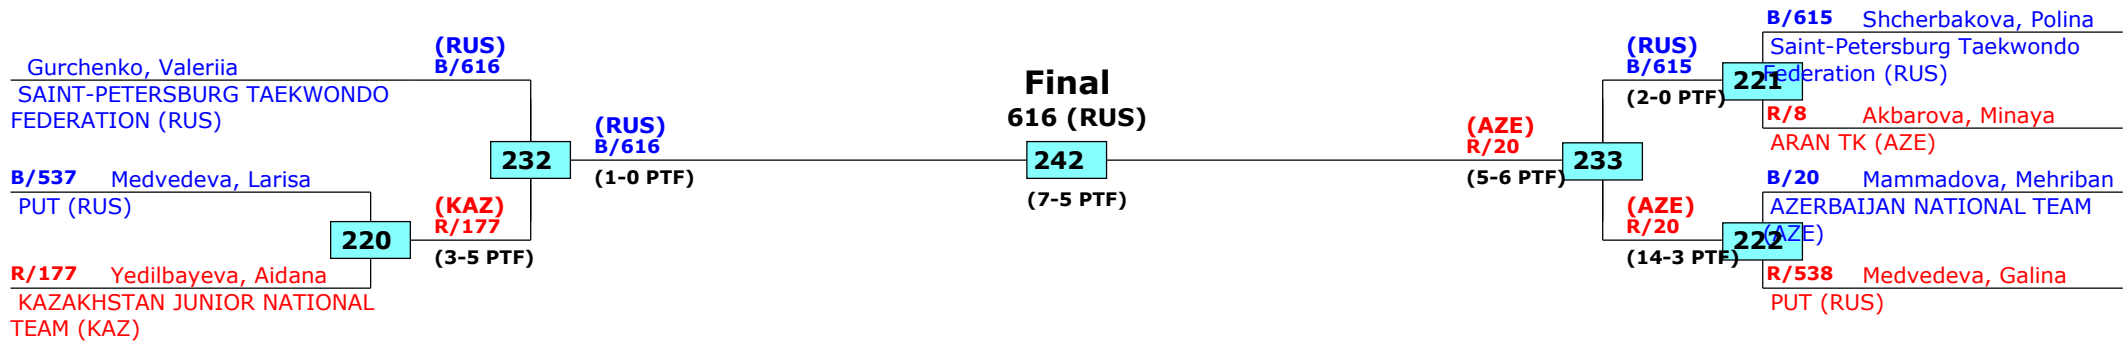 Gurchenko, Valeriia
SAINT-PETERSBURG TAEKWONDO
FEDERATION (RUS)
B/537 Medvedeva, Larisa
PUT (RUS)
R/177 Yedilbayeva, Aidana
KAZAKHSTAN JUNIOR NATIONAL
TEAM (KAZ)
220
(RUS)
B/616
(KAZ)
R/177
(3-5 PTF)
232
(RUS)
B/616
(1-0 PTF)
Final
616 (RUS)
242
(7-5 PTF)
(AZE)
R/20
(5-6 PTF)
233
(RUS)
B/615
(2-0 PTF)
(AZE)
R/20
(14-3 PTF)
221
222
B/615 Shcherbakova, Polina
Saint-Petersburg Taekwondo
Federation (RUS)
R/8 Akbarova, Minaya
ARAN TK (AZE)
B/20 Mammadova, Mehriban
AZERBAIJAN NATIONAL TEAM
(AZE)
R/538 Medvedeva, Galina
PUT (RUS)